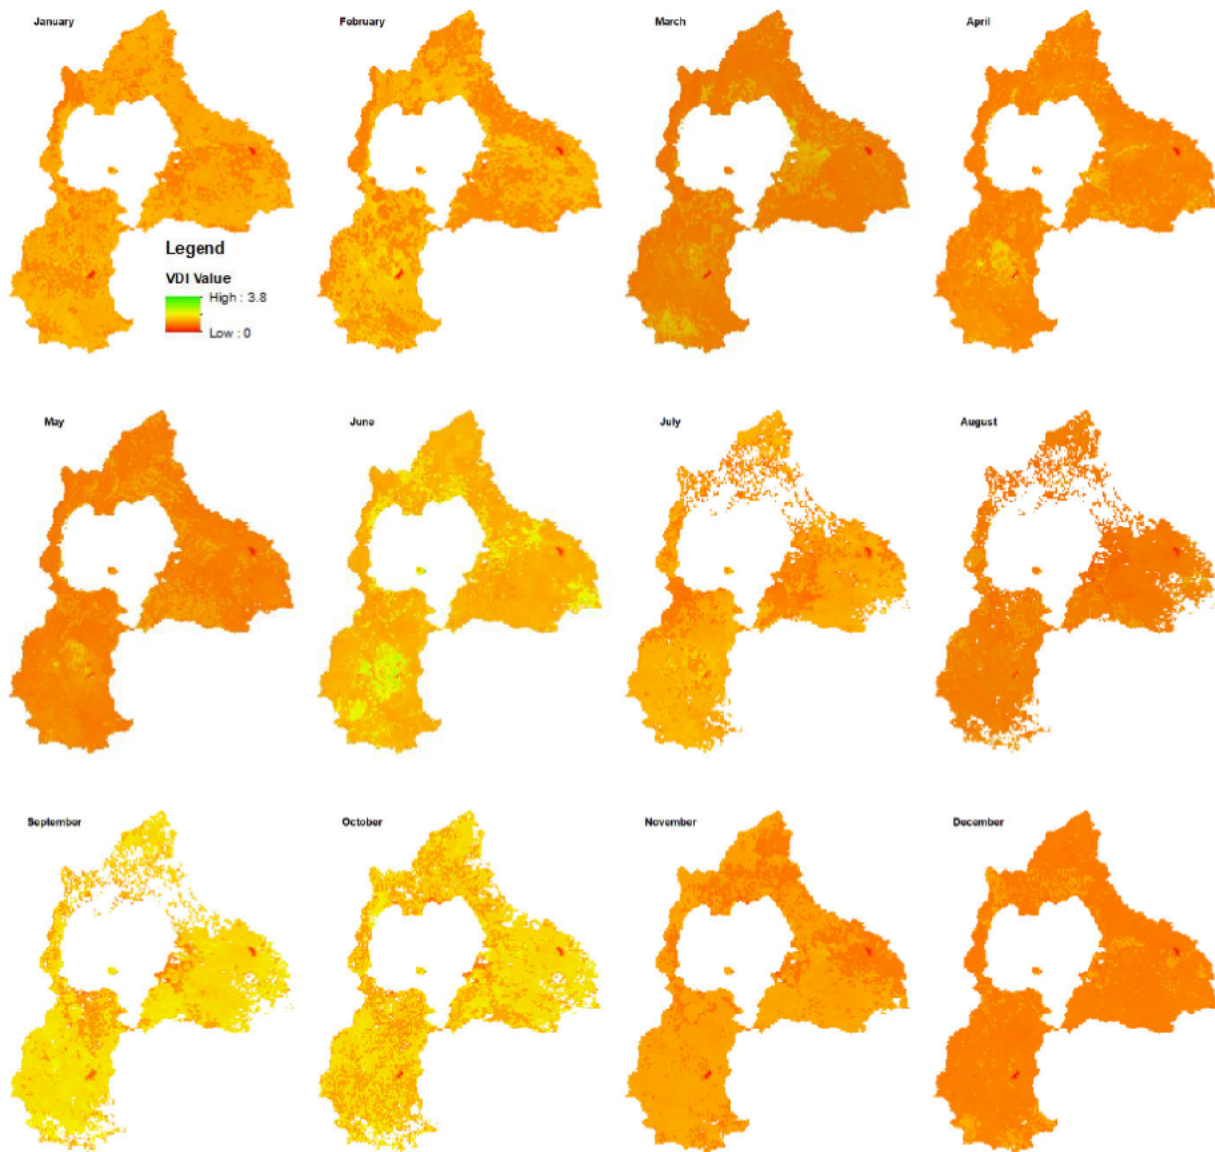 January
February
March
April
Legend
VDI Value
High : 3.8
Low : 0
May
June
July
August
September
October
November
December